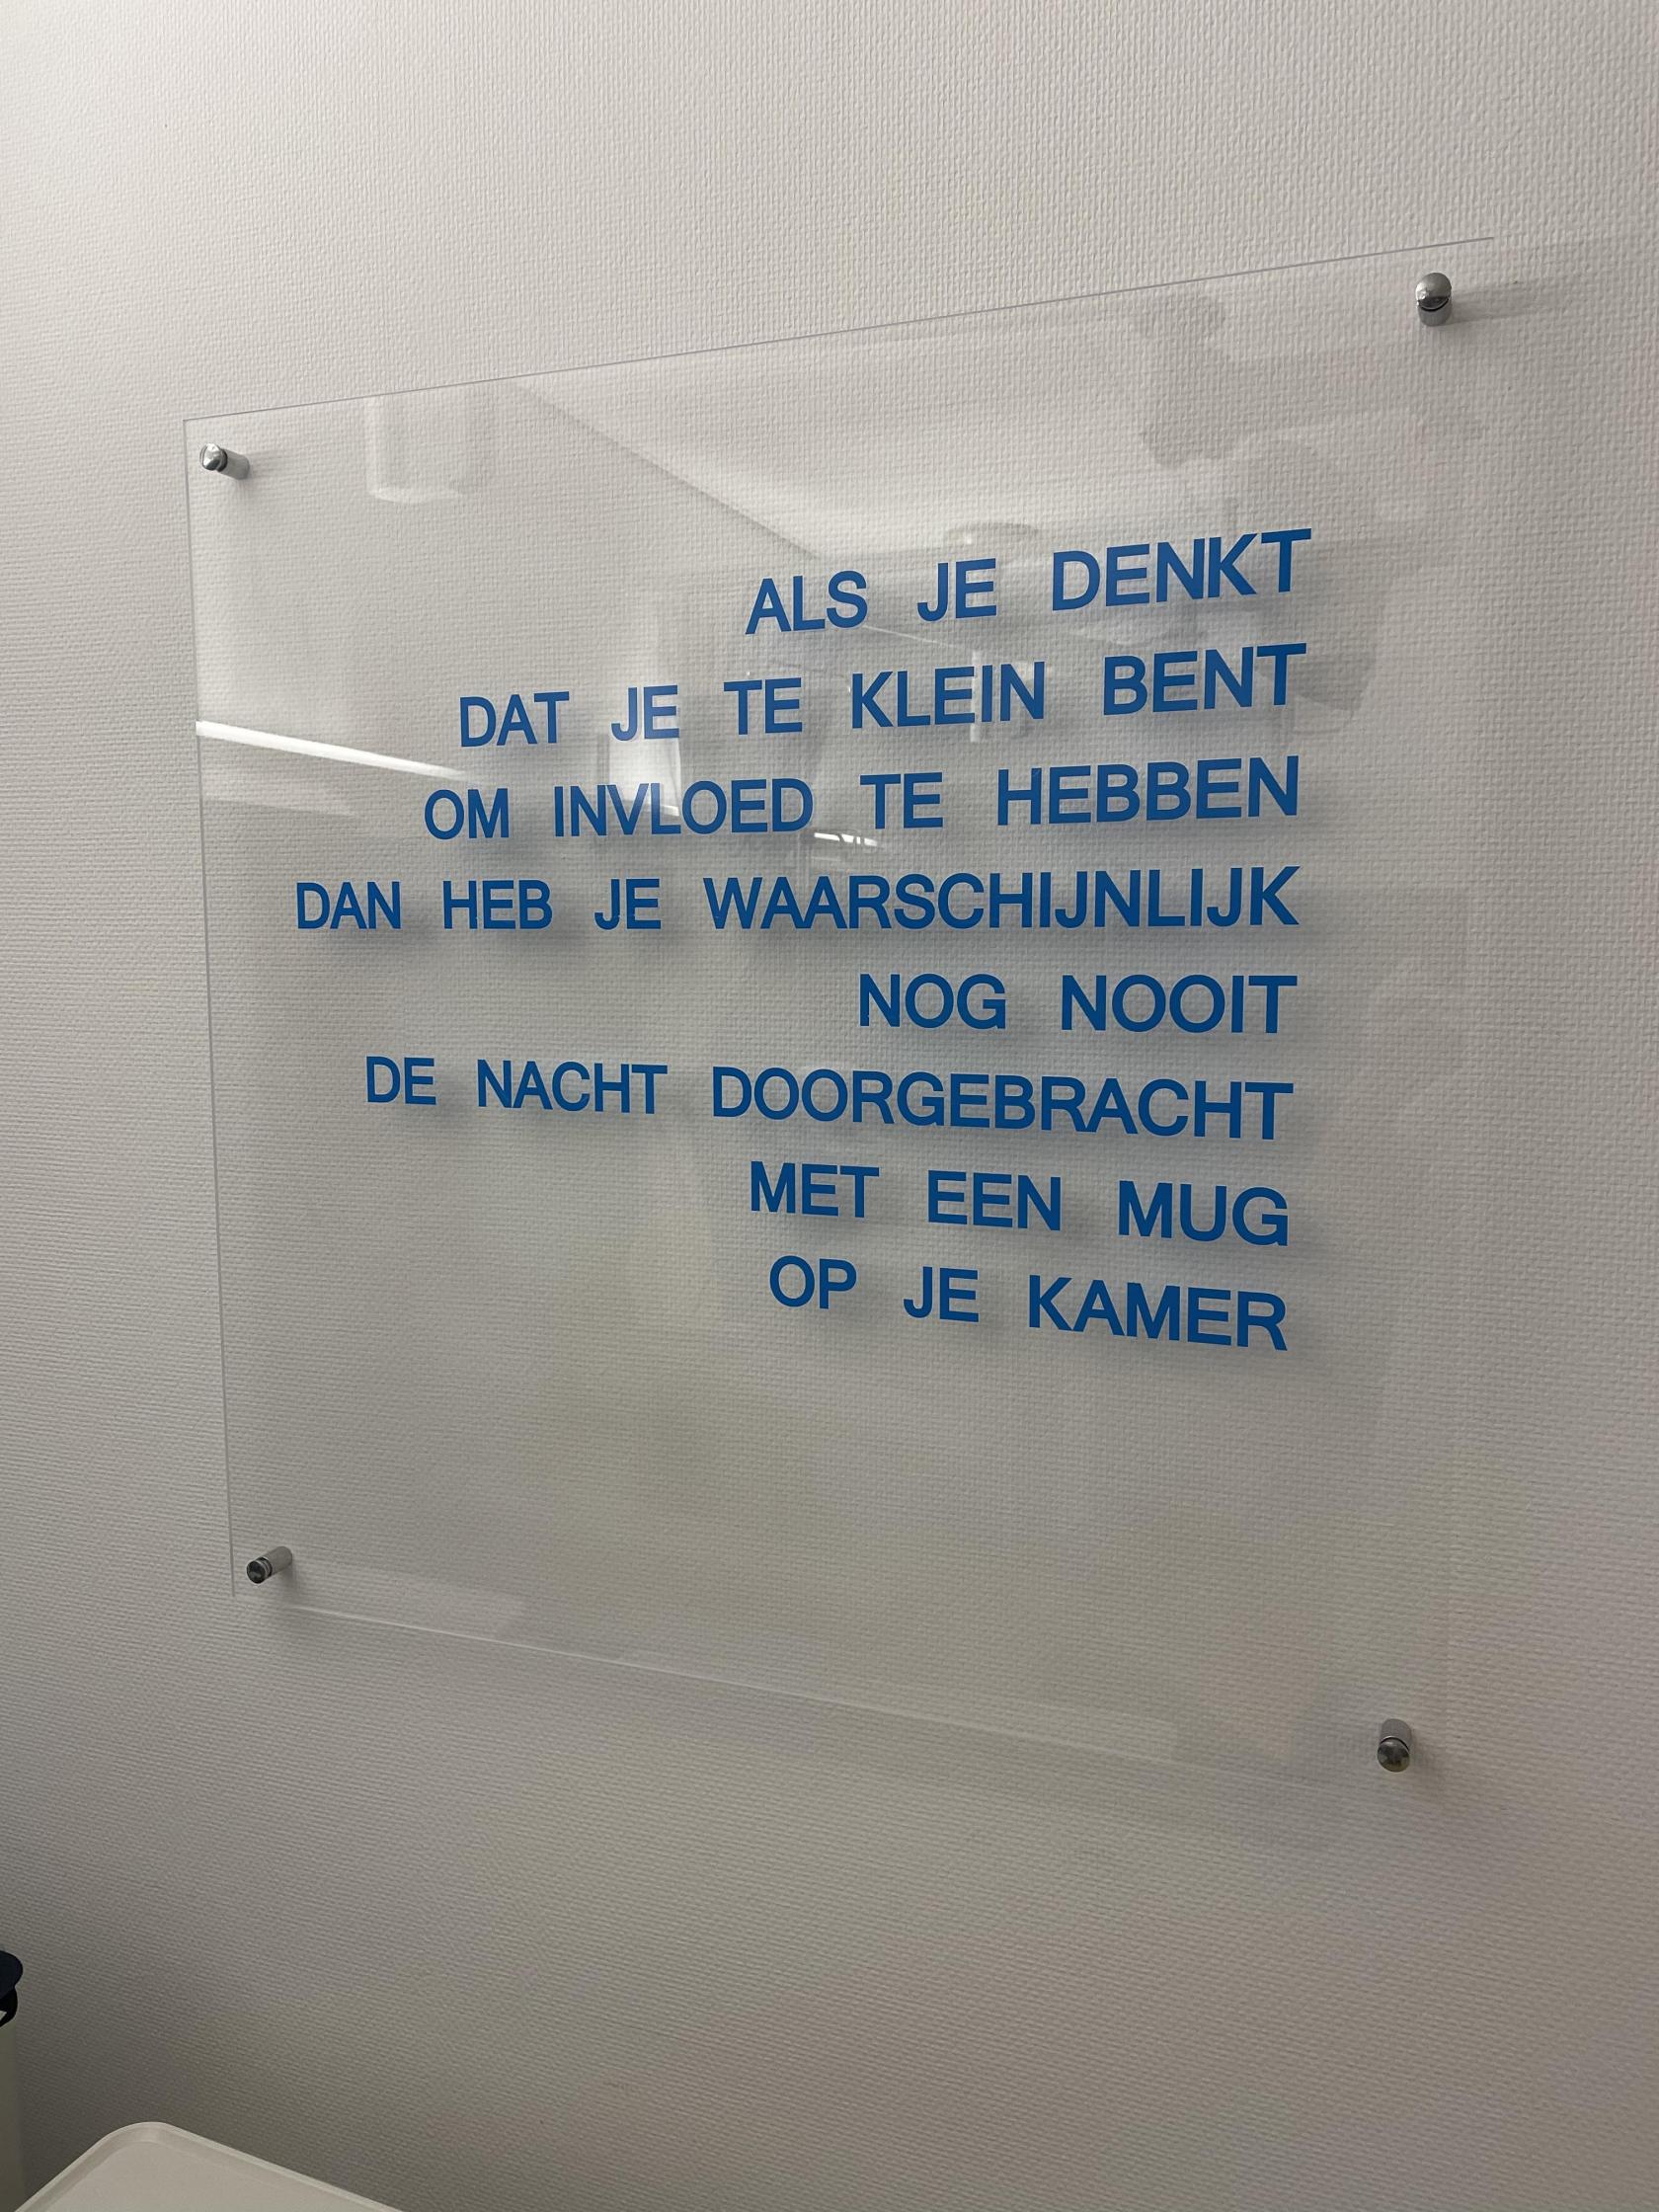 ALS JE DENKT
DAT JE TE KLEIN BENT
OM INVLOED TE HEBBEN
DAN HEB JE WAARSCHIJNLIJK
NOG NOOIT
DE NACHT DOORGEBRACHT
MET EEN MUG
OP JE KAMER